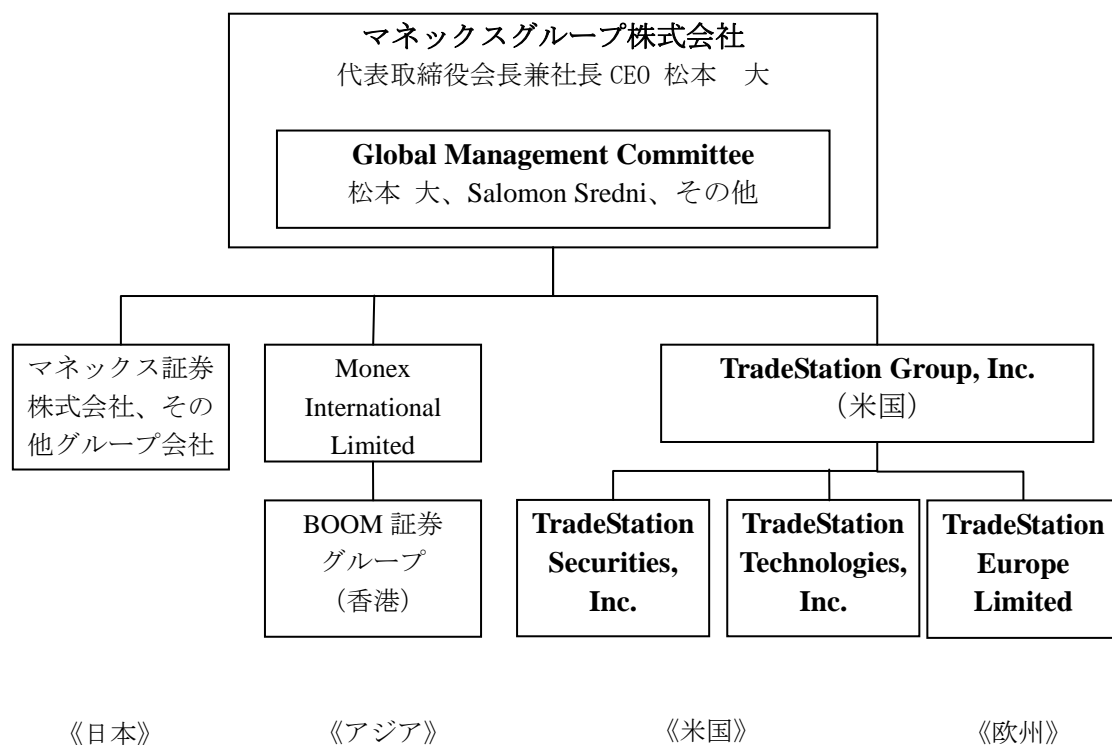 マネックスグループ株式会社
代表取締役会長兼社長 CEO 松本　大
Global Management Committee
松本 大、Salomon Sredni、その他
マネックス証券
株式会社、その
他グループ会社
Monex
International
Limited
TradeStation Group, Inc.
（米国）
BOOM 証券
グループ
（香港）
TradeStation
Securities,
Inc.
TradeStation
Technologies,
Inc.
TradeStation
Europe
Limited
《日本》
《アジア》
《米国》
《欧州》